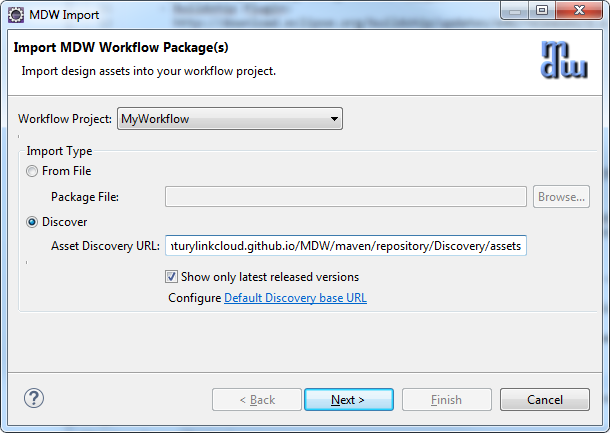 MDW Import
Import MDW Workflow Package(s)
Import design assets into your workflow project.
mdw
Workflow Project: MyWorkflow
Import Type
From File
Package File: Browse...
Discover
Asset Discovery URL: nturylinkcloud.github.io/MDW/maven/repository/Discovery/assets
Show only latest released versions
Configure Default Discovery base URL
? < Back Next > Finish Cancel